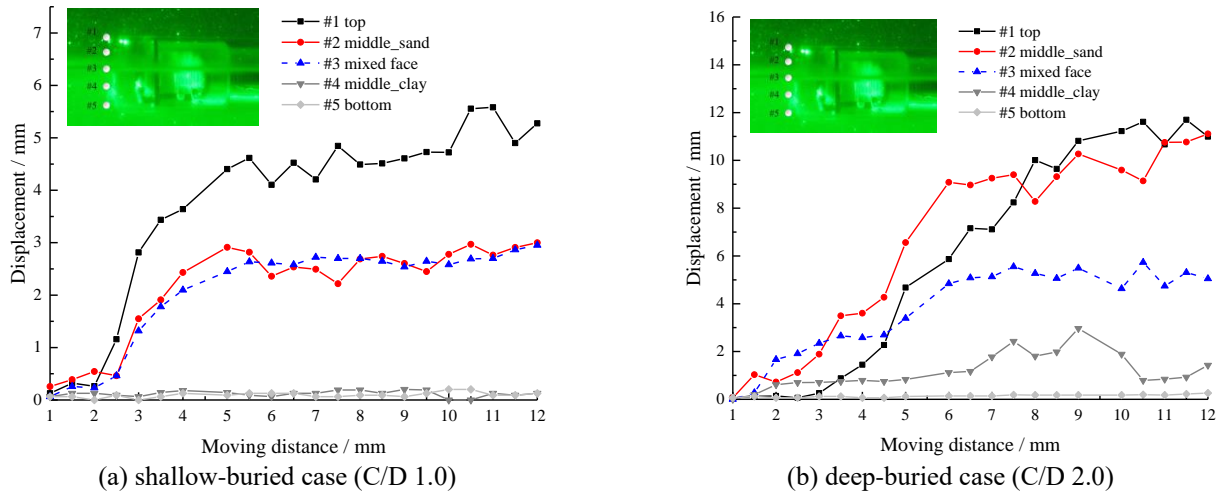 7
6
5
4
3
2
1
0
Displacement / mm
#1
#2
#3
#4
#5
#1 top
#2 middle_sand
#3 mixed face
#4 middle_clay
#5 bottom
1 2 3 4 5 6 7 8 9 10 11 12
Moving distance / mm
(a) shallow-buried case (C/D 1.0)
16
14
12
10
8
6
4
2
0
Displacement / mm
#1
#2
#3
#4
#5
#1 top
#2 middle_sand
#3 mixed face
#4 middle_clay
#5 bottom
1 2 3 4 5 6 7 8 9 10 11 12
Moving distance / mm
(b) deep-buried case (C/D 2.0)